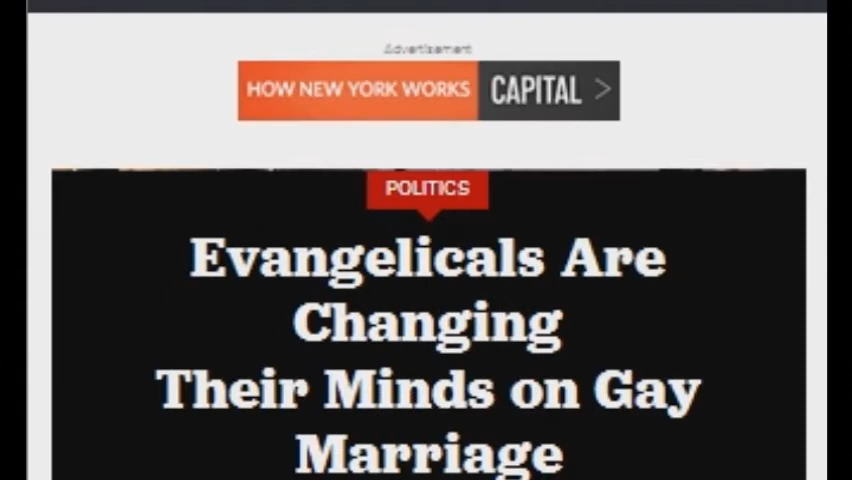 Advertisement
HOW NEW YORK WORKS CAPITAL >
POLITICS
Evangelicals Are
Changing
Their Minds on Gay
Marriage